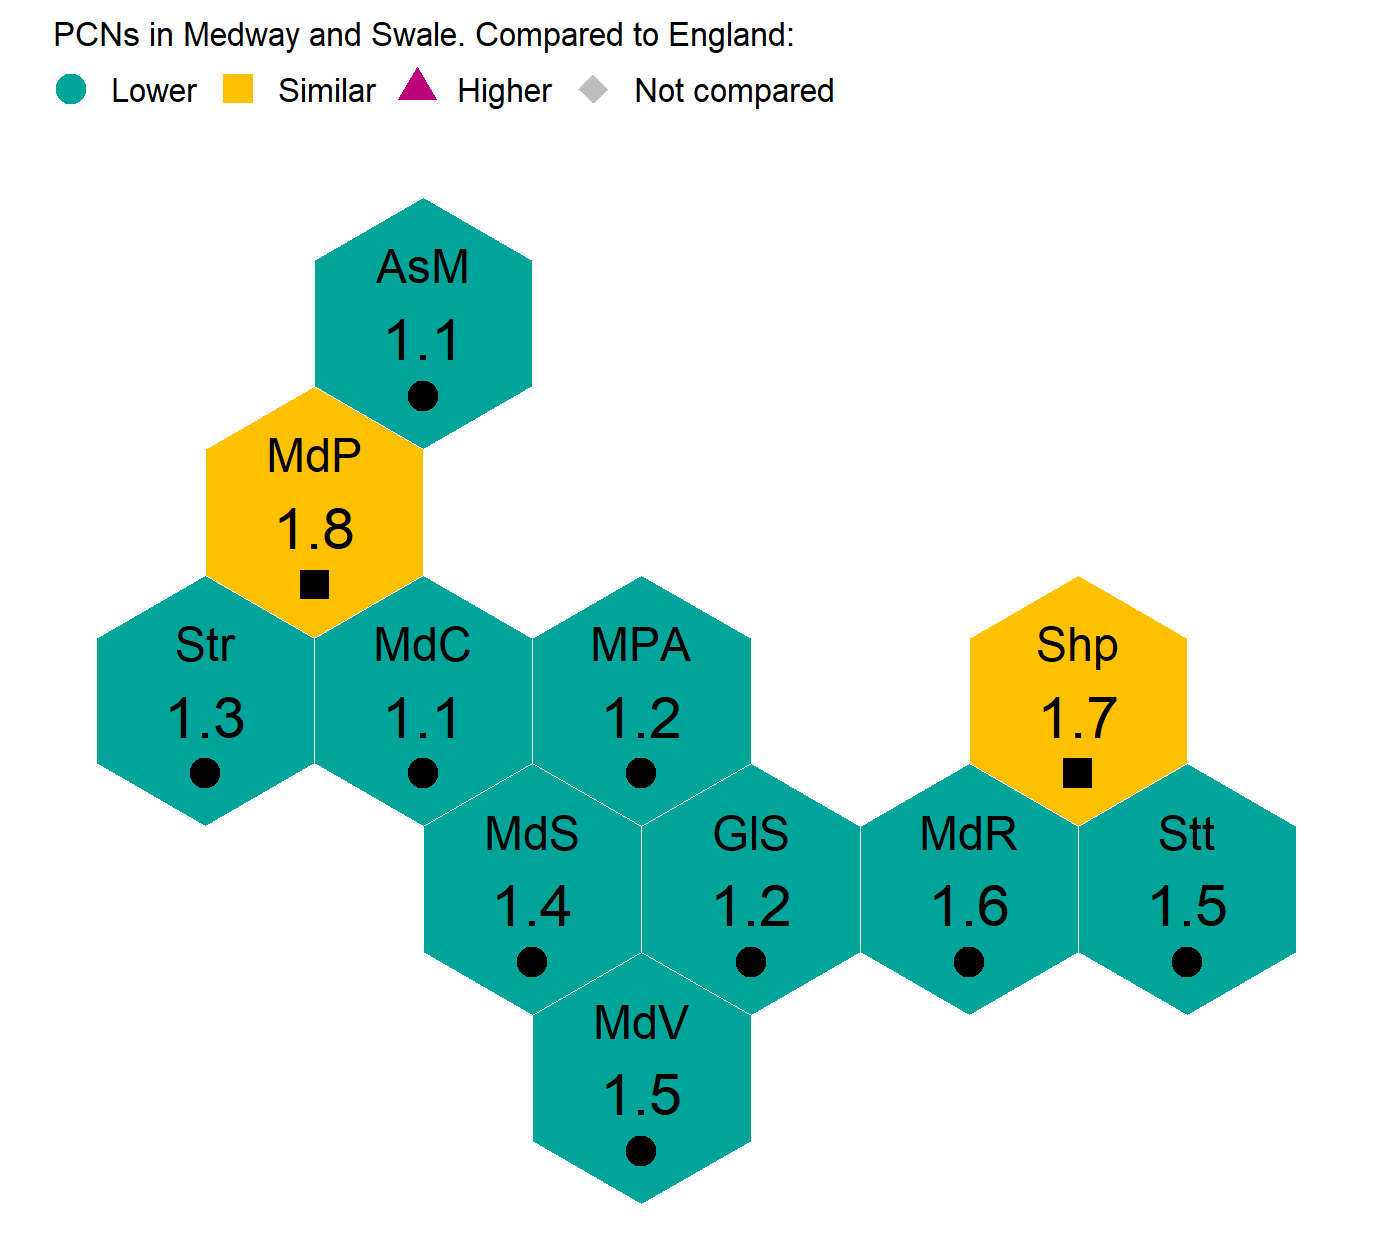 PCNs in Medway and Swale. Compared to England:
Lower Similar Higher Not compared
AsM
1.1
MdP
1.8
Str MdC MPA Shp
1.3 1.1 1.2 1.7
MdS GlS MdR Stt
1.4 1.2 1.6 1.5
MdV
1.5